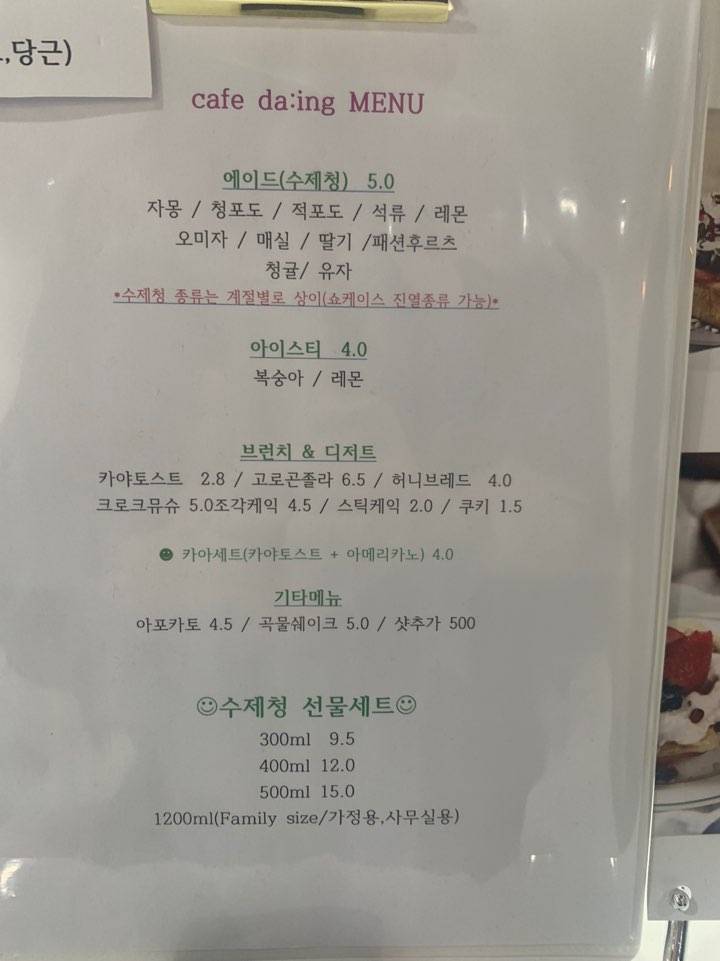 ,당근)
cafe da:ing MENU
에이드(수제청) 5.0
자몽 / 청포도 / 적포도 / 석류 / 레몬
오미자 / 매실 / 딸기 /패션후르츠
청귤/ 유자
*수제청 종류는 계절별로 상이(쇼케이스 진열종류 가능)*
아이스티 4.0
복숭아 / 레몬
브런치 & 디저트
카야토스트 2.8 / 고로곤졸라 6.5 / 허니브레드 4.0
크로크뮤슈 5.0조각케익 4.5 / 스틱케익 2.0 / 쿠키 1.5
☻ 카아세트(카야토스트 + 아메리카노) 4.0
기타메뉴
아포카토 4.5 / 곡물쉐이크 5.0 / 샷추가 500
☺수제청 선물세트☺
300ml 9.5
400ml 12.0
500ml 15.0
1200ml(Family size/가정용,사무실용)